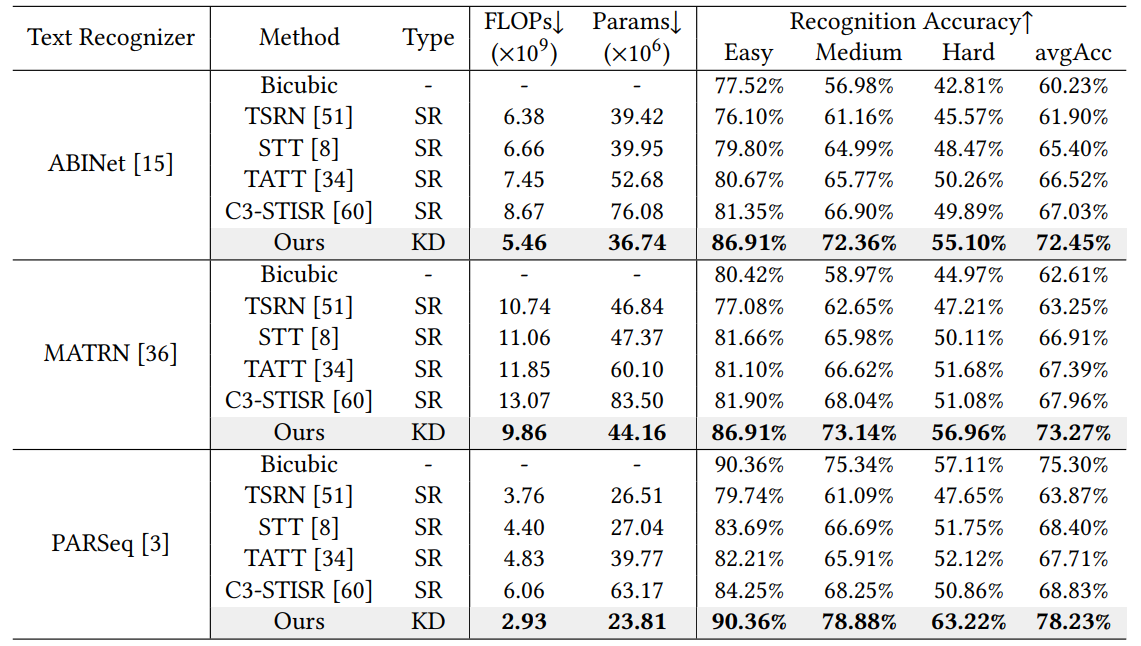 Text Recognizer Method Type FLOPs↓ (×10⁹) Params↓ (×10⁶) Recognition Accuracy↑
Easy Medium Hard avgAcc
ABINet [15]
Bicubic - - - 77.52% 56.98% 42.81% 60.23%
TSRN [51] SR 6.38 39.42 76.10% 61.16% 45.57% 61.90%
STT [8] SR 6.66 39.95 79.80% 64.99% 48.47% 65.40%
TATT [34] SR 7.45 52.68 80.67% 65.77% 50.26% 66.52%
C3-STISR [60] SR 8.67 76.08 81.35% 66.90% 49.89% 67.03%
Ours KD 5.46 36.74 86.91% 72.36% 55.10% 72.45%
MATRN [36]
Bicubic - - - 80.42% 58.97% 44.97% 62.61%
TSRN [51] SR 10.74 46.84 77.08% 62.65% 47.21% 63.25%
STT [8] SR 11.06 47.37 81.66% 65.98% 50.11% 66.91%
TATT [34] SR 11.85 60.10 81.10% 66.62% 51.68% 67.39%
C3-STISR [60] SR 13.07 83.50 81.90% 68.04% 51.08% 67.96%
Ours KD 9.86 44.16 86.91% 73.14% 56.96% 73.27%
PARSeq [3]
Bicubic - - - 90.36% 75.34% 57.11% 75.30%
TSRN [51] SR 3.76 26.51 79.74% 61.09% 47.65% 63.87%
STT [8] SR 4.40 27.04 83.69% 66.69% 51.75% 68.40%
TATT [34] SR 4.83 39.77 82.21% 65.91% 52.12% 67.71%
C3-STISR [60] SR 6.06 63.17 84.25% 68.25% 50.86% 68.83%
Ours KD 2.93 23.81 90.36% 78.88% 63.22% 78.23%